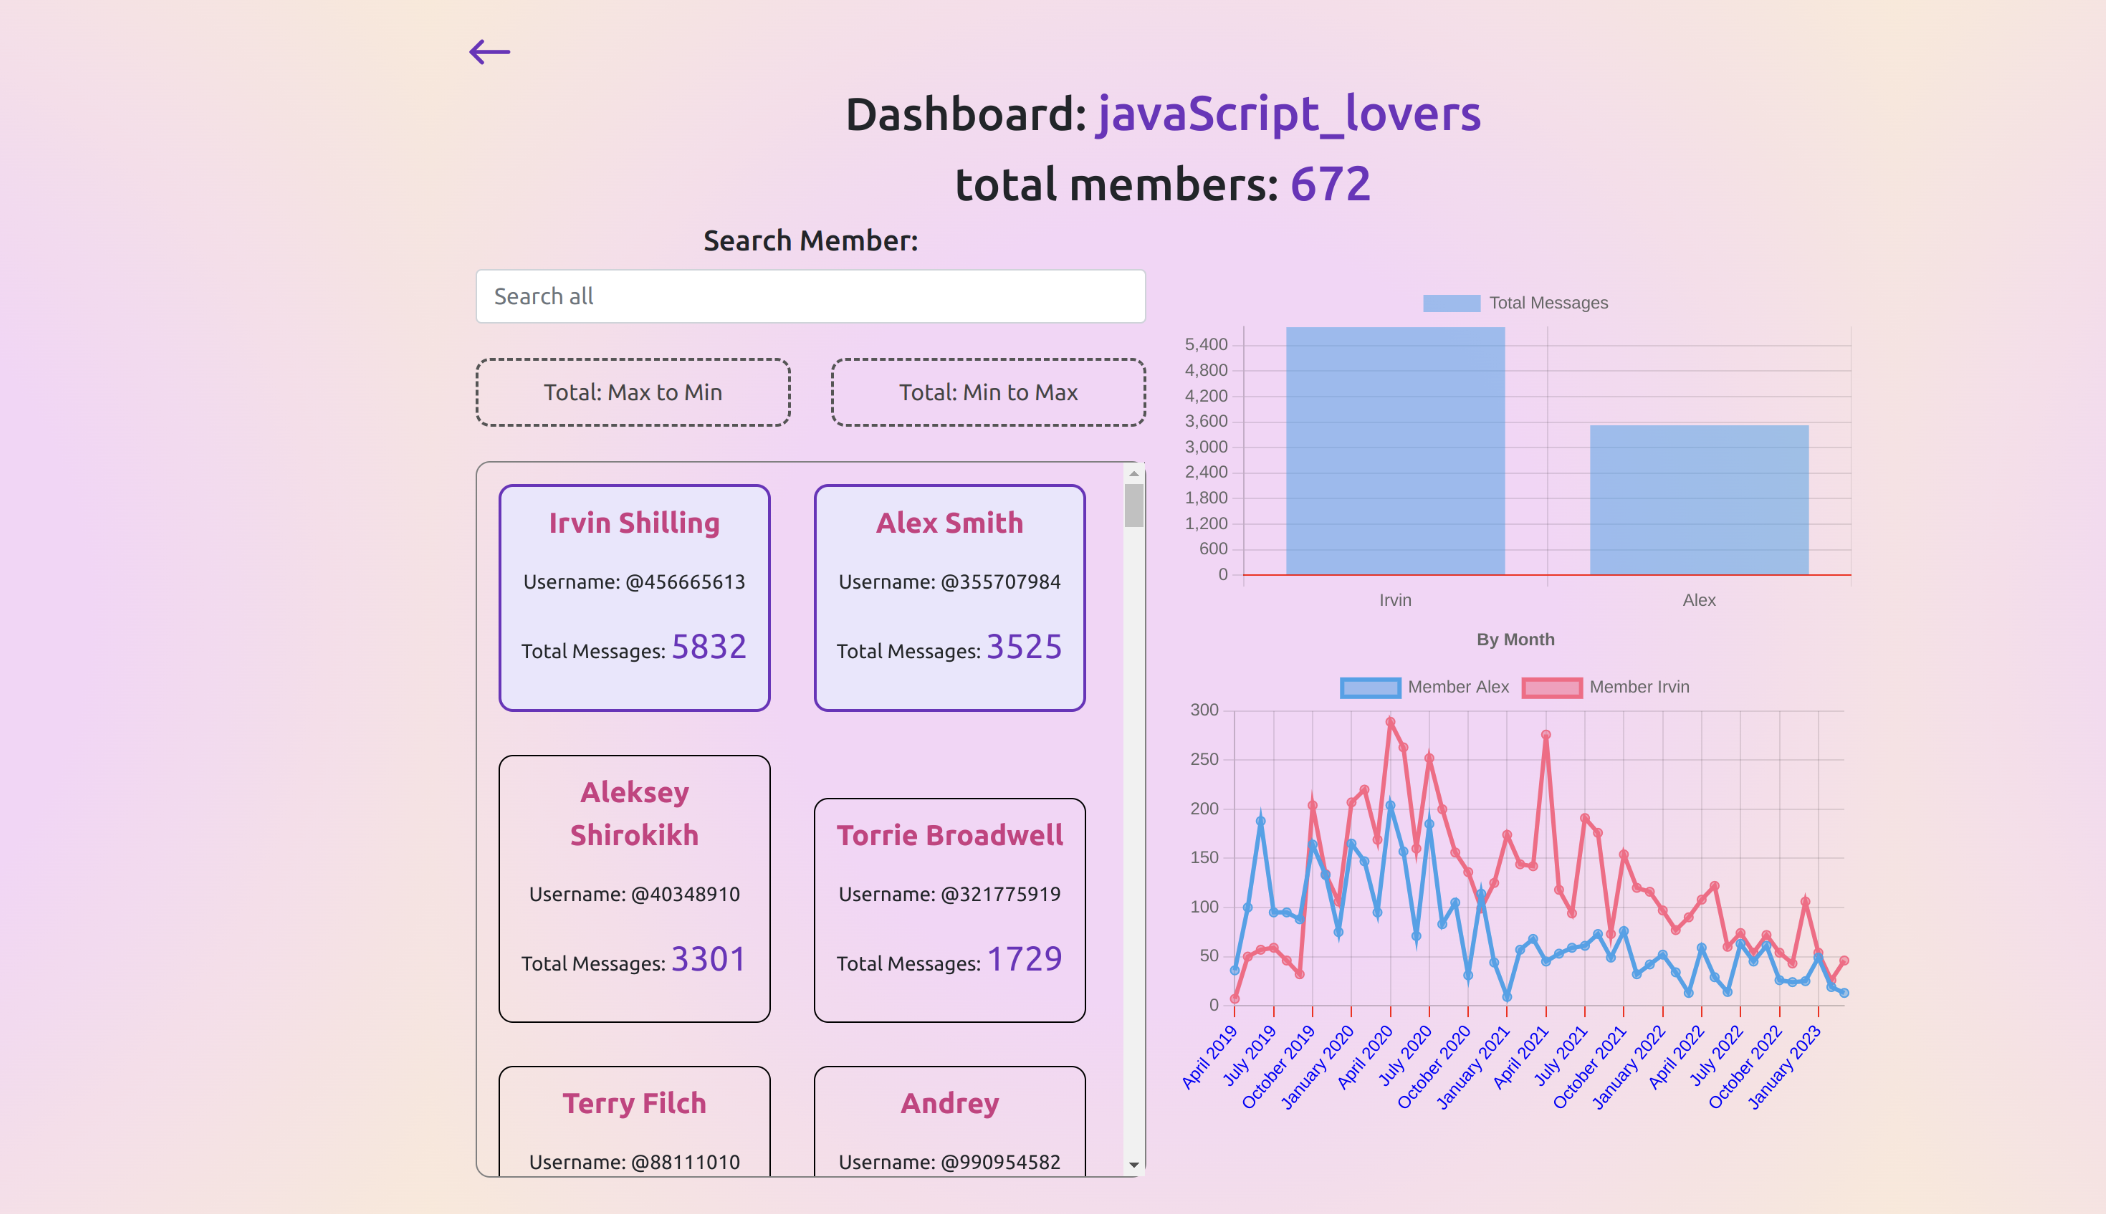 Dashboard: javaScript_lovers
total members: 672
Search Member:
Search all
Total: Max to Min
Total: Min to Max
Irvin Shilling
Username: @456665613
Total Messages: 5832
Alex Smith
Username: @355707984
Total Messages: 3525
Aleksey
Shirokikh
Username: @40348910
Total Messages: 3301
Torrie Broadwell
Username: @321775919
Total Messages: 1729
Terry Filch
Username: @88111010
Andrey
Username: @990954582
Total Messages
5,400
4,800
4,200
3,600
3,000
2,400
1,800
1,200
600
0
Irvin
Alex
By Month
Member Alex
Member Irvin
300
250
200
150
100
50
0
April 2019
July 2019
October 2019
January 2020
April 2020
July 2020
October 2020
January 2021
April 2021
July 2021
October 2021
January 2022
April 2022
July 2022
October 2022
January 2023